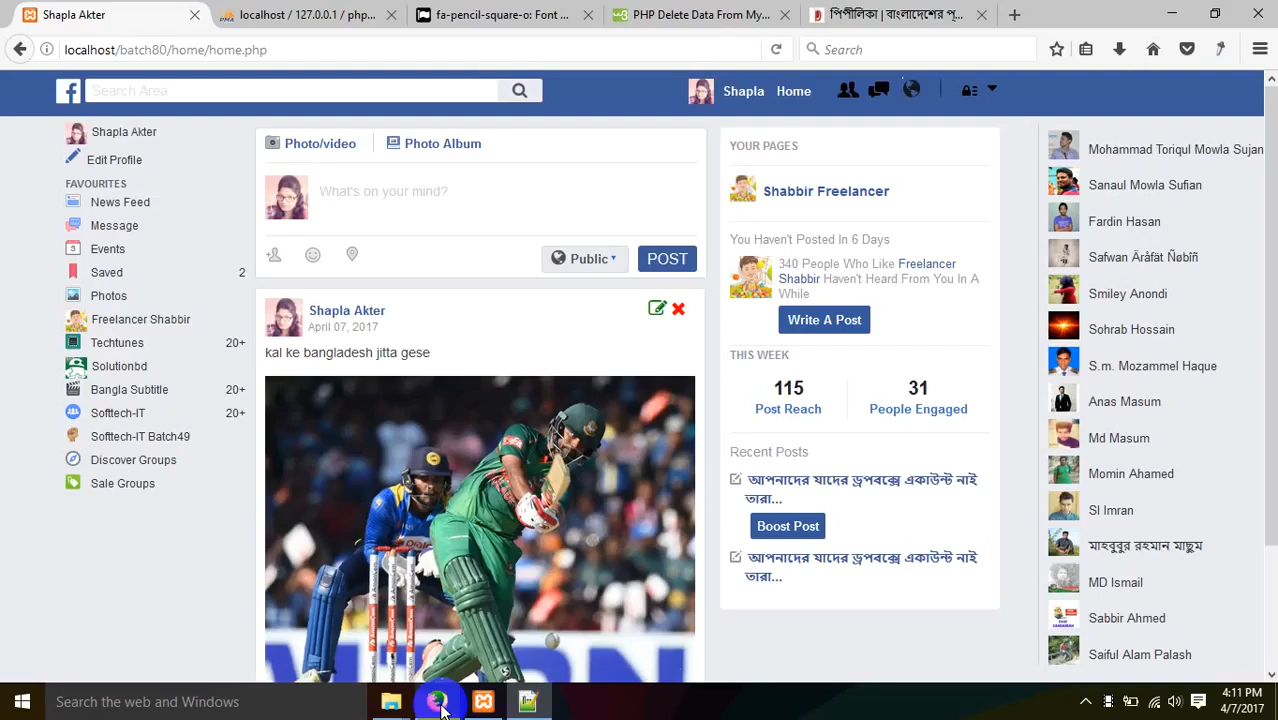 Shapla Akter
localhost / 127.0.0.1 / php
fa-pencil-square-o: Font
PHP Delete Data From My
পিপীলিকা | বাংলাদেশের
localhost/batch80/home/home.php
Search
Search Area
Shapla Home
Shapla Akter
Edit Profile
FAVOURITES
News Feed
Message
Events
Saved 2
Photos
Freelancer Shabbir
Techtunes 20+
Solutionbd
Bangla Subtitle 20+
Softtech-IT 20+
Softtech-IT Batch49
Discover Groups
Sale Groups
Photo/video Photo Album
What's on your mind?
Public POST
Shapla Akter
April 07, 2017
kal ke bangladesh jitta gese
YOUR PAGES
Shabbir Freelancer
You Haven't Posted In 6 Days
340 People Who Like Freelancer
Shabbir Haven't Heard From You In A
While
Write A Post
THIS WEEK
115 31
Post Reach People Engaged
Recent Posts
আপনাদের যাদের ড্রপবক্সে একাউন্ট নাই
তারা...
Boost Post
আপনাদের যাদের ড্রপবক্সে একাউন্ট নাই
তারা...
Mohammad Toriqul Mowla Sujan
Sanaul Mowla Sufian
Fardin Hasan
Safwan Äräfát Ñøbîñ
Smiley Anondi
Sohrab Hossain
S.m. Mozammel Haque
Anas Masum
Md Masum
Momin Ahamed
SI Imran
মাহবুবুর রহমান মাছুম
MD Ismail
Sabbir Ahmed
Saiful Alam Palash
Search the web and Windows
4:11 PM
4/7/2017